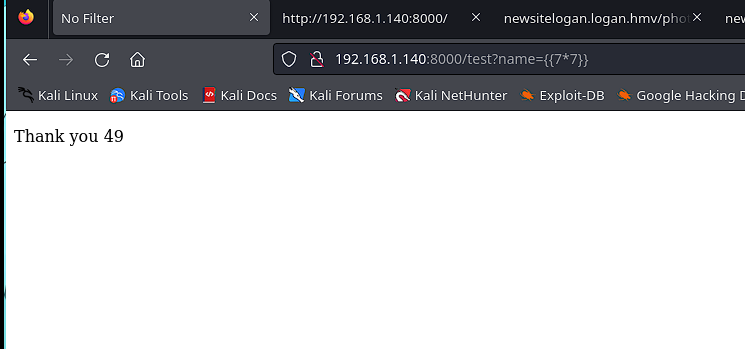 No Filter
http://192.168.1.140:8000/
newsitelogan.logan.hmv/pho
192.168.1.140:8000/test?name={{7*7}}
Kali Linux
Kali Tools
Kali Docs
Kali Forums
Kali NetHunter
Exploit-DB
Google Hacking D
Thank you 49